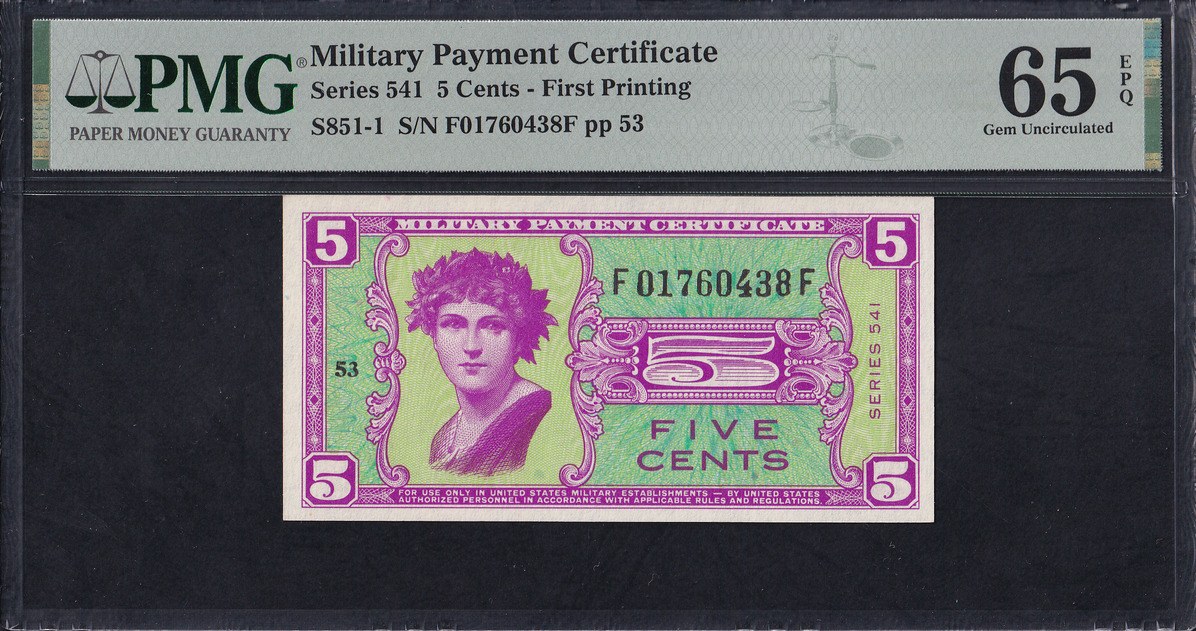 PMG®
PAPER MONEY GUARANTY
Military Payment Certificate
Series 541 5 Cents - First Printing
S851-1 S/N F01760438F pp 53
65
EPQ
Gem Uncirculated
5 MILITARY PAYMENT CERTIFICATE 5
F01760438F
53
5
SERIES 541
FIVE
CENTS
5 5
FOR USE ONLY IN UNITED STATES MILITARY ESTABLISHMENTS — BY UNITED STATES
AUTHORIZED PERSONNEL IN ACCORDANCE WITH APPLICABLE RULES AND REGULATIONS.